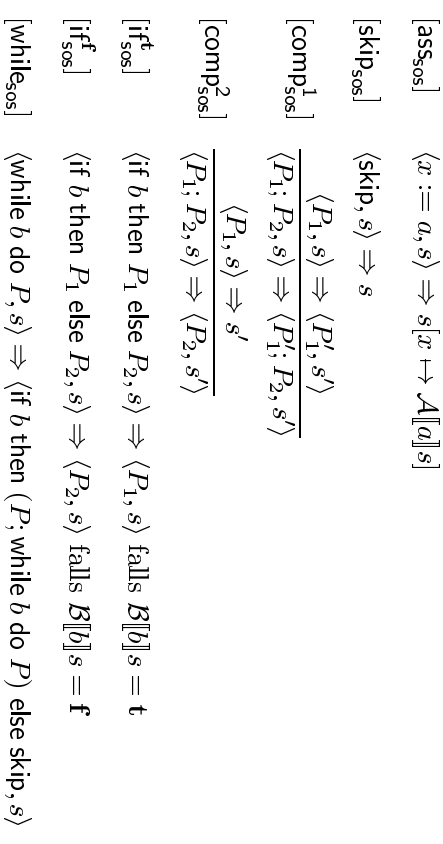 [ass_sos] ⟨x := a, s⟩ ⇒ s[x ↦ 𝒜⟦a⟧s]
[skip_sos] ⟨skip, s⟩ ⇒ s
⟨P₁, s⟩ ⇒ ⟨P₁′, s′⟩
[comp¹_sos] ⟨P₁; P₂, s⟩ ⇒ ⟨P₁′; P₂, s′⟩
⟨P₁, s⟩ ⇒ s′
[comp²_sos] ⟨P₁; P₂, s⟩ ⇒ ⟨P₂, s′⟩
[if^t_sos] ⟨if b then P₁ else P₂, s⟩ ⇒ ⟨P₁, s⟩ falls ℬ⟦b⟧s = t
[if^f_sos] ⟨if b then P₁ else P₂, s⟩ ⇒ ⟨P₂, s⟩ falls ℬ⟦b⟧s = f
[while_sos] ⟨while b do P, s⟩ ⇒ ⟨if b then (P; while b do P) else skip, s⟩